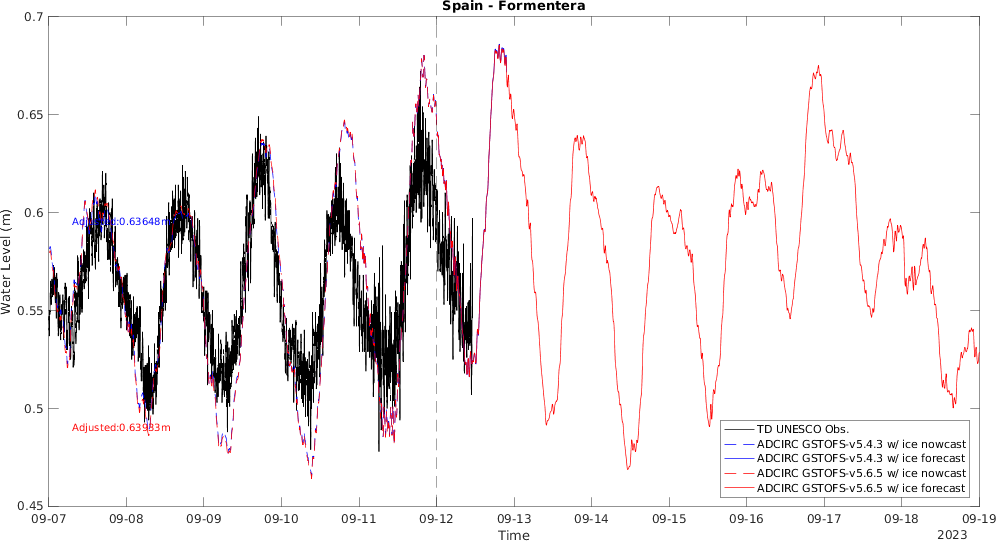 Spain - Formentera
0.7
0.65
0.6
0.55
0.5
0.45
Water Level (m)
Adjusted:0.63648m
Adjusted:0.63933m
TD UNESCO Obs.
ADCIRC GSTOFS-v5.4.3 w/ ice nowcast
ADCIRC GSTOFS-v5.4.3 w/ ice forecast
ADCIRC GSTOFS-v5.6.5 w/ ice nowcast
ADCIRC GSTOFS-v5.6.5 w/ ice forecast
09-07 09-08 09-09 09-10 09-11 09-12 09-13 09-14 09-15 09-16 09-17 09-18 09-19
Time
2023